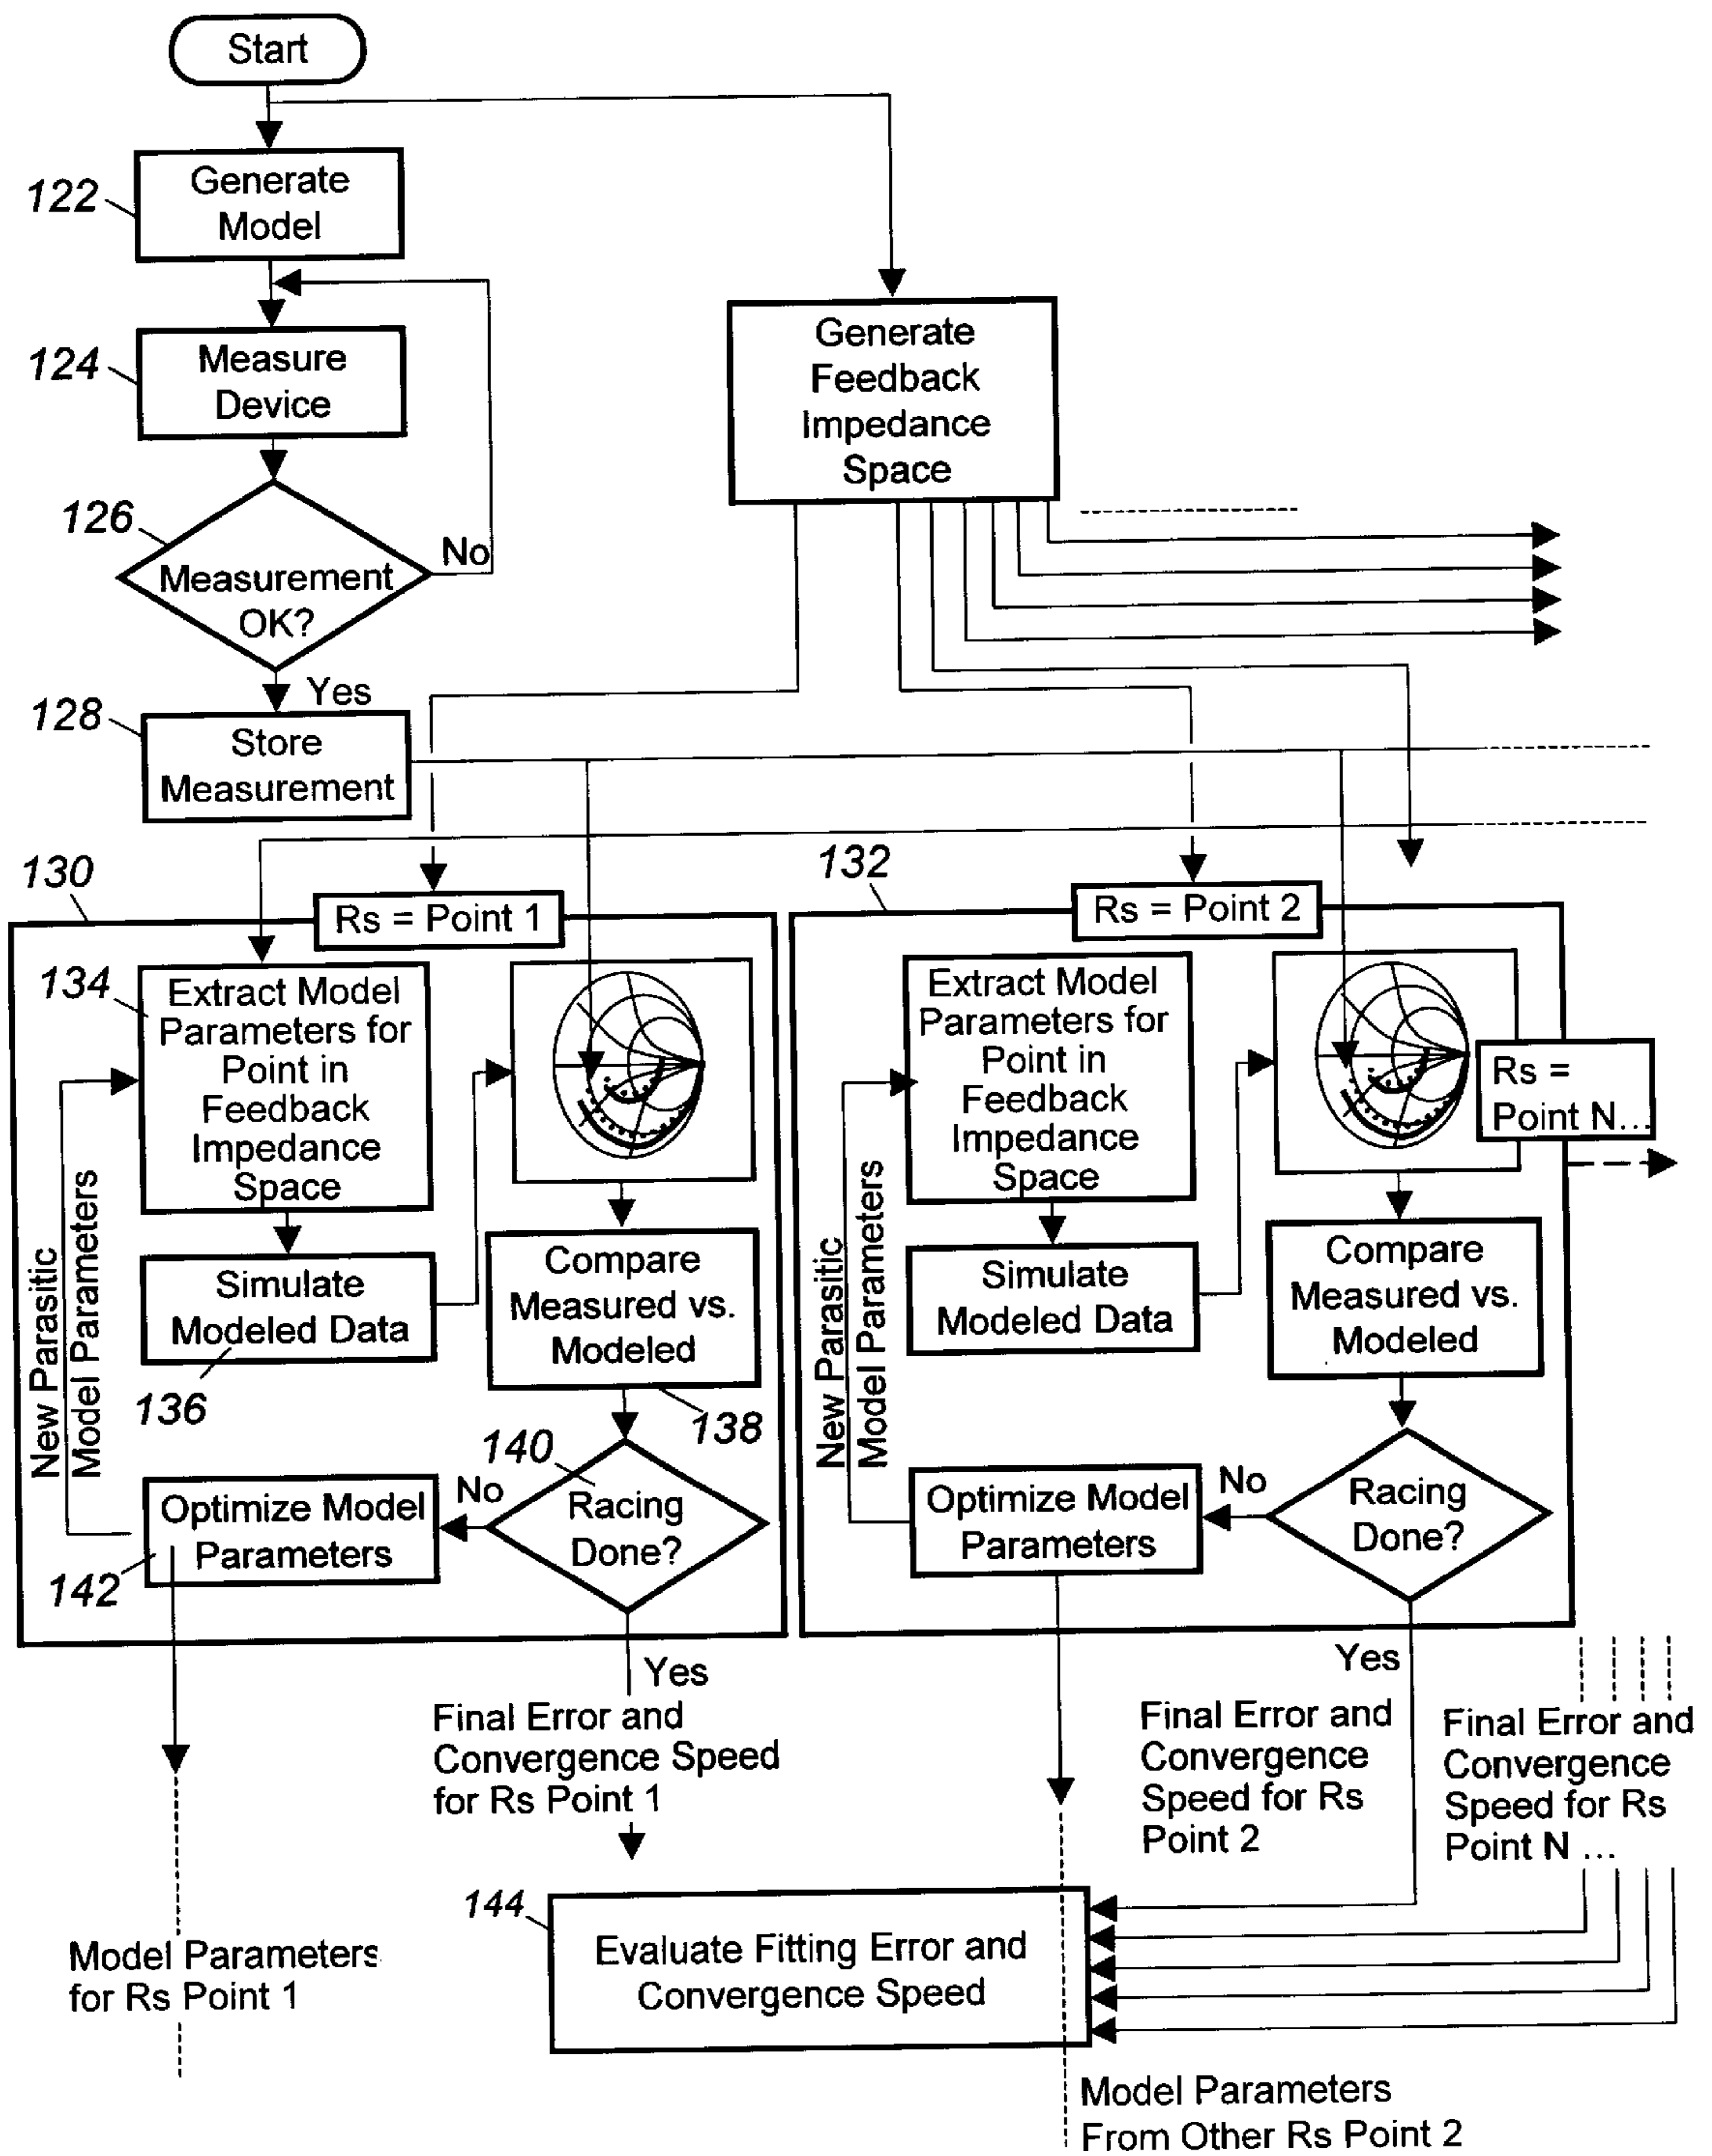 Start
122
Generate
Model
124
Measure
Device
Generate
Feedback
Impedance
Space
126
No
Measurement
OK?
Yes
128
Store
Measurement
130
Rs = Point 1
134
Extract Model
Parameters for
Point in
Feedback
Impedance
Space
New Parasitic
Model Parameters
Simulate
Modeled Data
136
Compare
Measured vs.
Modeled
138
140
Racing
Done?
No
Optimize Model
Parameters
142
Yes
Final Error and
Convergence Speed
for Rs Point 1
Model Parameters
for Rs Point 1
132
Rs = Point 2
Extract Model
Parameters for
Point in
Feedback
Impedance
Space
Rs =
Point N...
New Parasitic
Model Parameters
Simulate
Modeled Data
Compare
Measured vs.
Modeled
Racing
Done?
No
Optimize Model
Parameters
Yes
Final Error and
Convergence
Speed for Rs
Point 2
Final Error and
Convergence
Speed for Rs
Point N ...
144
Evaluate Fitting Error and
Convergence Speed
Model Parameters
From Other Rs Point 2